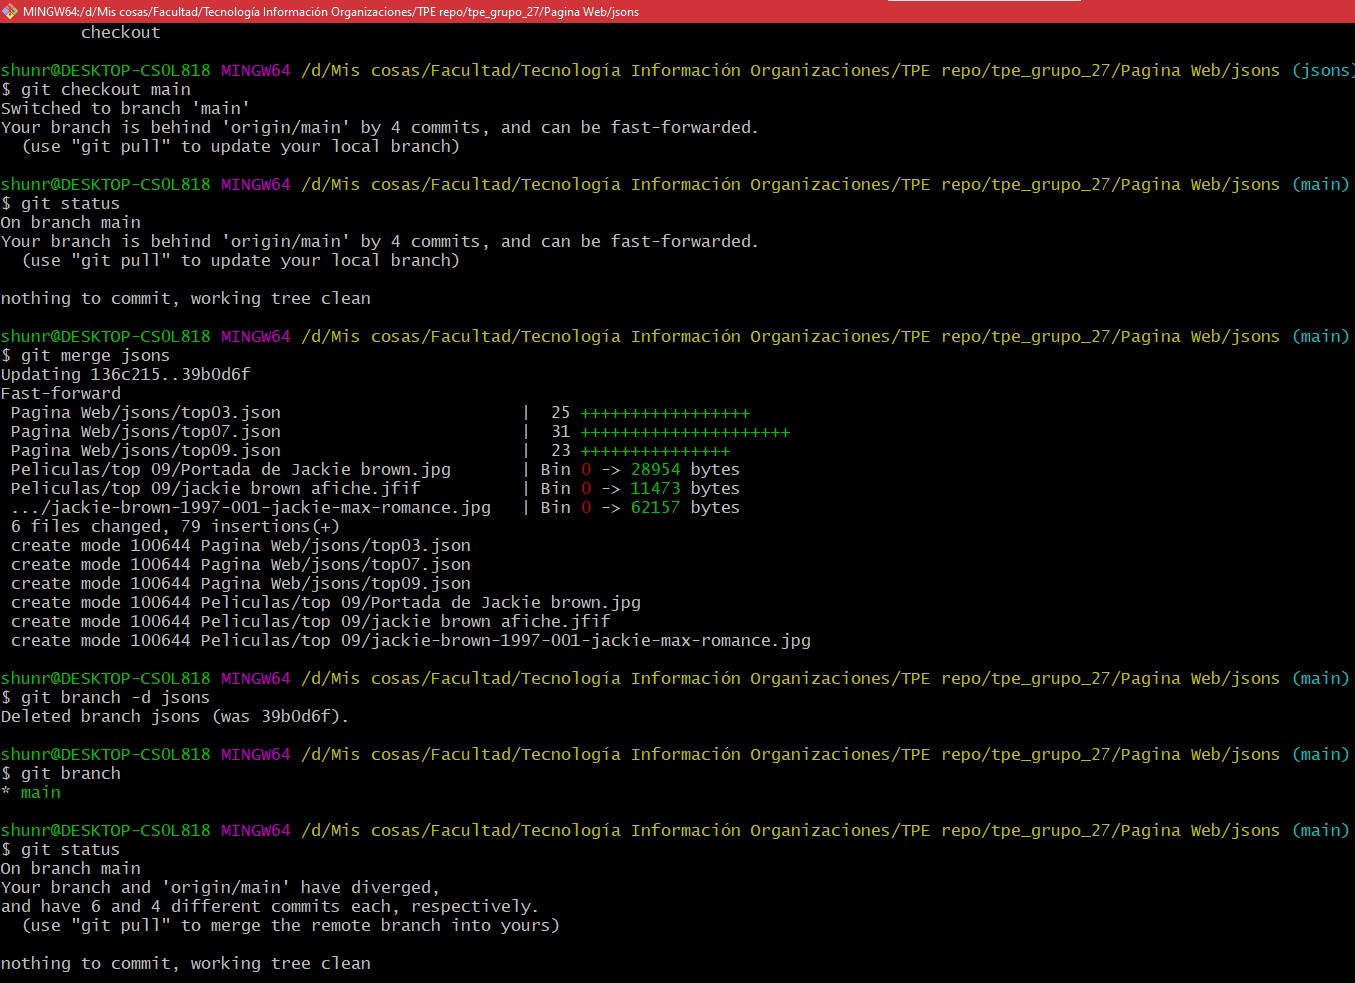 MINGW64:/d/Mis cosas/Facultad/Tecnología Información Organizaciones/TPE repo/tpe_grupo_27/Pagina Web/jsons
checkout
shunr@DESKTOP-CSOL818 MINGW64 /d/Mis cosas/Facultad/Tecnología Información Organizaciones/TPE repo/tpe_grupo_27/Pagina Web/jsons (jsons)
$ git checkout main
Switched to branch 'main'
Your branch is behind 'origin/main' by 4 commits, and can be fast-forwarded.
  (use "git pull" to update your local branch)
shunr@DESKTOP-CSOL818 MINGW64 /d/Mis cosas/Facultad/Tecnología Información Organizaciones/TPE repo/tpe_grupo_27/Pagina Web/jsons (main)
$ git status
On branch main
Your branch is behind 'origin/main' by 4 commits, and can be fast-forwarded.
  (use "git pull" to update your local branch)
nothing to commit, working tree clean
shunr@DESKTOP-CSOL818 MINGW64 /d/Mis cosas/Facultad/Tecnología Información Organizaciones/TPE repo/tpe_grupo_27/Pagina Web/jsons (main)
$ git merge jsons
Updating 136c215..39b0d6f
Fast-forward
 Pagina Web/jsons/top03.json                        |  25 +++++++++++++++++
 Pagina Web/jsons/top07.json                        |  31 +++++++++++++++++++++
 Pagina Web/jsons/top09.json                        |  23 +++++++++++++++
 Peliculas/top 09/Portada de Jackie brown.jpg       | Bin 0 -> 28954 bytes
 Peliculas/top 09/jackie brown afiche.jfif          | Bin 0 -> 11473 bytes
 .../jackie-brown-1997-001-jackie-max-romance.jpg   | Bin 0 -> 62157 bytes
 6 files changed, 79 insertions(+)
 create mode 100644 Pagina Web/jsons/top03.json
 create mode 100644 Pagina Web/jsons/top07.json
 create mode 100644 Pagina Web/jsons/top09.json
 create mode 100644 Peliculas/top 09/Portada de Jackie brown.jpg
 create mode 100644 Peliculas/top 09/jackie brown afiche.jfif
 create mode 100644 Peliculas/top 09/jackie-brown-1997-001-jackie-max-romance.jpg
shunr@DESKTOP-CSOL818 MINGW64 /d/Mis cosas/Facultad/Tecnología Información Organizaciones/TPE repo/tpe_grupo_27/Pagina Web/jsons (main)
$ git branch -d jsons
Deleted branch jsons (was 39b0d6f).
shunr@DESKTOP-CSOL818 MINGW64 /d/Mis cosas/Facultad/Tecnología Información Organizaciones/TPE repo/tpe_grupo_27/Pagina Web/jsons (main)
$ git branch
* main
shunr@DESKTOP-CSOL818 MINGW64 /d/Mis cosas/Facultad/Tecnología Información Organizaciones/TPE repo/tpe_grupo_27/Pagina Web/jsons (main)
$ git status
On branch main
Your branch and 'origin/main' have diverged,
and have 6 and 4 different commits each, respectively.
  (use "git pull" to merge the remote branch into yours)
nothing to commit, working tree clean